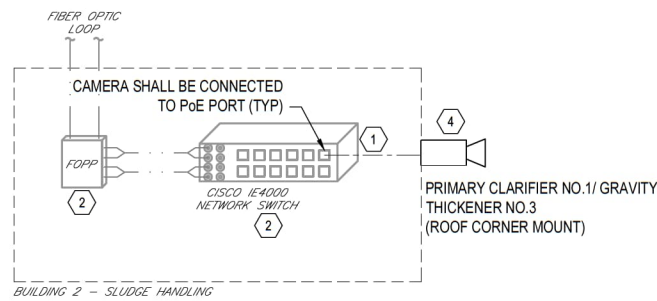 FIBER OPTIC
LOOP
CAMERA SHALL BE CONNECTED
TO PoE PORT (TYP)
1
4
FOPP
2
CISCO IE4000
NETWORK SWITCH
2
PRIMARY CLARIFIER NO.1/ GRAVITY
THICKENER NO.3
(ROOF CORNER MOUNT)
BUILDING 2 – SLUDGE HANDLING